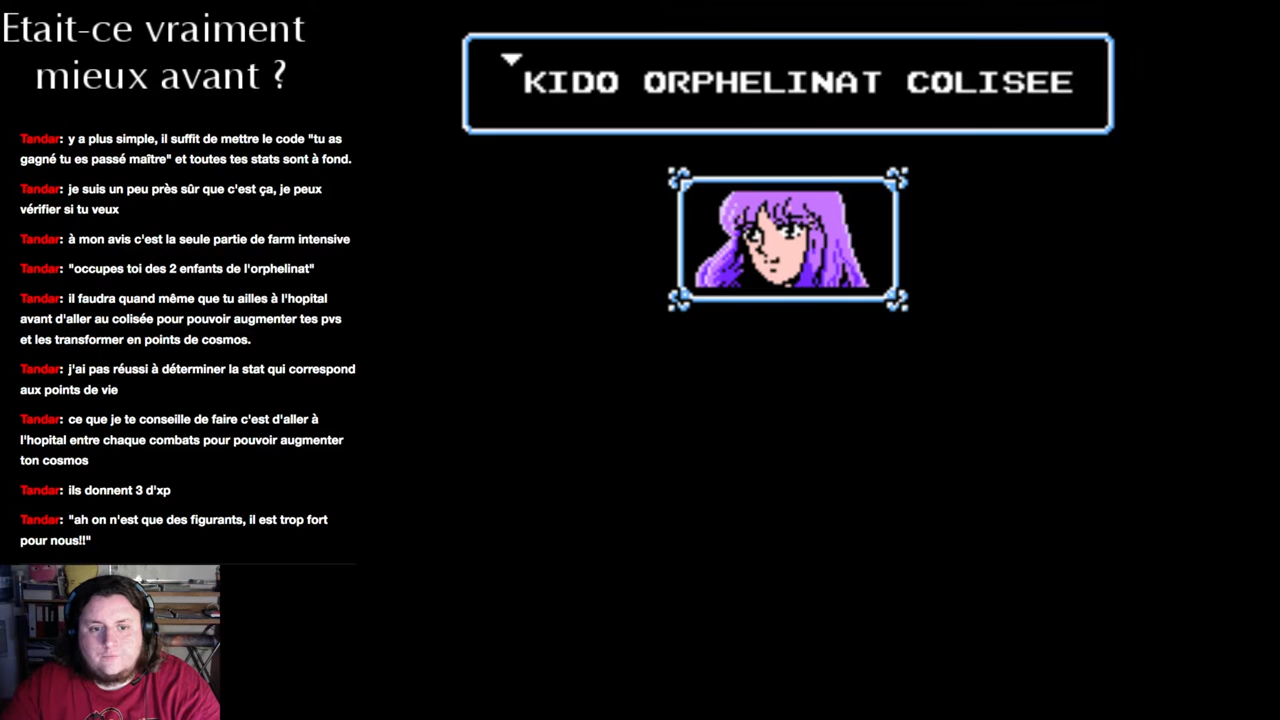 Etait-ce vraiment
mieux avant ?
KIDO ORPHELINAT COLISEE
Tandar: y a plus simple, il suffit de mettre le code "tu as
gagné tu es passé maître" et toutes tes stats sont à fond.
Tandar: je suis un peu près sûr que c'est ça, je peux
vérifier si tu veux
Tandar: à mon avis c'est la seule partie de farm intensive
Tandar: "occupes toi des 2 enfants de l'orphelinat"
Tandar: il faudra quand même que tu ailles à l'hopital
avant d'aller au colisée pour pouvoir augmenter tes pvs
et les transformer en points de cosmos.
Tandar: j'ai pas réussi à déterminer la stat qui correspond
aux points de vie
Tandar: ce que je te conseille de faire c'est d'aller à
l'hopital entre chaque combats pour pouvoir augmenter
ton cosmos
Tandar: ils donnent 3 d'xp
Tandar: "ah on n'est que des figurants, il est trop fort
pour nous!!"